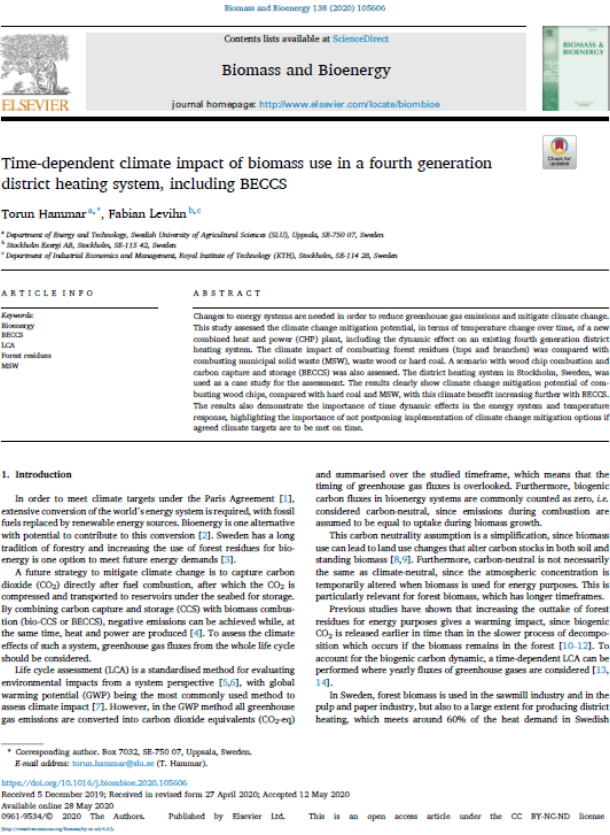 Biomass and Bioenergy 138 (2020) 105606
Contents lists available at ScienceDirect
Biomass and Bioenergy
journal homepage: http://www.elsevier.com/locate/biombioe
ELSEVIER
BIOMASS &
BIOENERGY
Check for
updates
Time-dependent climate impact of biomass use in a fourth generation
district heating system, including BECCS
Torun Hammar a,*, Fabian Levihn b,c
a Department of Energy and Technology, Swedish University of Agricultural Sciences (SLU), Uppsala, SE-750 07, Sweden
b Stockholm Exergi AB, Stockholm, SE-115 42, Sweden
c Department of Industrial Economics and Management, Royal Institute of Technology (KTH), Stockholm, SE-114 28, Sweden
ARTICLE INFO
Keywords:
Bioenergy
BECCS
LCA
Forest residues
MSW
ABSTRACT
Changes to energy systems are needed in order to reduce greenhouse gas emissions and mitigate climate change.
This study assessed the climate change mitigation potential, in terms of temperature change over time, of a new
combined heat and power (CHP) plant, including the dynamic effect on an existing fourth generation district
heating system. The climate impact of combusting forest residues (tops and branches) was compared with
combusting municipal solid waste (MSW), waste wood or hard coal. A scenario with wood chip combustion and
carbon capture and storage (BECCS) was also assessed. The district heating system in Stockholm, Sweden, was
used as a case study for the assessment. The results clearly show climate change mitigation potential of com-
busting wood chips, compared with hard coal and MSW, with this climate benefit increasing further with BECCS.
The results also demonstrate the importance of time dynamic effects in the energy system and temperature
response, highlighting the importance of not postponing implementation of climate change mitigation options if
agreed climate targets are to be met on time.
1. Introduction
In order to meet climate targets under the Paris Agreement [1],
extensive conversion of the world's energy system is required, with fossil
fuels replaced by renewable energy sources. Bioenergy is one alternative
with potential to contribute to this conversion [2]. Sweden has a long
tradition of forestry and increasing the use of forest residues for bio-
energy is one option to meet future energy demands [3].
A future strategy to mitigate climate change is to capture carbon
dioxide (CO2) directly after fuel combustion, after which the CO2 is
compressed and transported to reservoirs under the seabed for storage.
By combining carbon capture and storage (CCS) with biomass combus-
tion (bio-CCS or BECCS), negative emissions can be achieved while, at
the same time, heat and power are produced [4]. To assess the climate
effects of such a system, greenhouse gas fluxes from the whole life cycle
should be considered.
Life cycle assessment (LCA) is a standardised method for evaluating
environmental impacts from a system perspective [5,6], with global
warming potential (GWP) being the most commonly used method to
assess climate impact [7]. However, in the GWP method all greenhouse
gas emissions are converted into carbon dioxide equivalents (CO2-eq)
and summarised over the studied timeframe, which means that the
timing of greenhouse gas fluxes is overlooked. Furthermore, biogenic
carbon fluxes in bioenergy systems are commonly counted as zero, i.e.
considered carbon-neutral, since emissions during combustion are
assumed to be equal to uptake during biomass growth.
This carbon neutrality assumption is a simplification, since biomass
use can lead to land use changes that alter carbon stocks in both soil and
standing biomass [8,9]. Furthermore, carbon-neutral is not necessarily
the same as climate-neutral, since the atmospheric concentration is
temporarily altered when biomass is used for energy purposes. This is
particularly relevant for forest biomass, which has longer timeframes.
Previous studies have shown that increasing the outtake of forest
residues for energy purposes gives a warming impact, since biogenic
CO2 is released earlier in time than in the slower process of decompo-
sition which occurs if the biomass remains in the forest [10–12]. To
account for the biogenic carbon dynamic, a time-dependent LCA can be
performed where yearly fluxes of greenhouse gases are considered [13,
14].
In Sweden, forest biomass is used in the sawmill industry and in the
pulp and paper industry, but also to a large extent for producing district
heating, which meets around 60% of the heat demand in Swedish
* Corresponding author. Box 7032, SE-750 07, Uppsala, Sweden.
E-mail address: torun.hammar@slu.se (T. Hammar).
https://doi.org/10.1016/j.biombioe.2020.105606
Received 5 December 2019; Received in revised form 27 April 2020; Accepted 12 May 2020
Available online 28 May 2020
0961-9534/© 2020 The Authors. Published by Elsevier Ltd. This is an open access article under the CC BY-NC-ND license